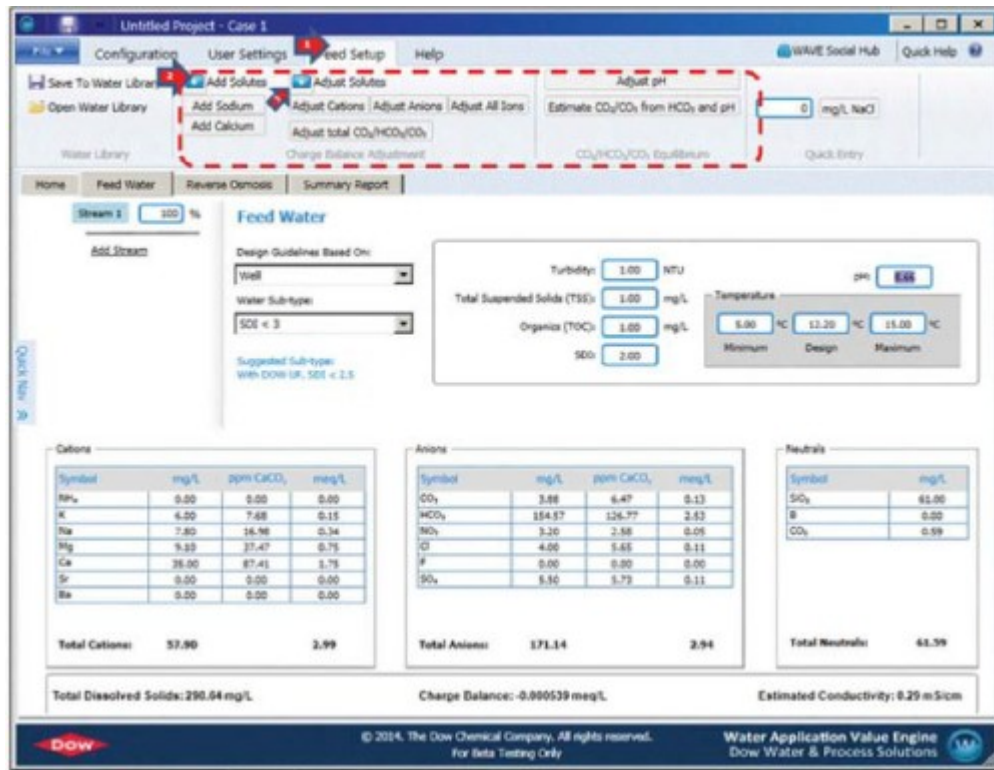 Untitled Project - Case 1
File Configuration User Settings 1 Feed Setup Help WAVE Social Hub Quick Help
Save To Water Library 2 Add Solutes Adjust Solutes Adjust pH
Open Water Library Add Sodium Adjust Cations Adjust Anions Adjust All Ions Estimate CO₂/CO₃ from HCO₃ and pH 0 mg/L NaCl
Add Calcium Adjust total CO₂/HCO₃/CO₃
Water Library Charge Balance Adjustment CO₂/HCO₃/CO₃ Equilibrium Quick Entry
Home Feed Water Reverse Osmosis Summary Report
Stream 1 100 % Feed Water
Add Stream Design Guidelines Based On:
Well
Water Sub-type:
SDI < 3
Suggested Sub-type:
With DOW UF, SDI < 2.5
Turbidity: 1.00 NTU pH:
Total Suspended Solids (TSS): 1.00 mg/L Temperature
Organics (TOC): 1.00 mg/L 5.00 °C 12.20 °C 15.00 °C
SDI: 2.00 Minimum Design Maximum
Quick Nav
Cations
Symbol mg/L ppm CaCO₃ meq/L
NH₄ 0.00 0.00 0.00
K 6.00 7.68 0.15
Na 7.80 16.98 0.34
Mg 9.10 37.47 0.75
Ca 35.00 87.41 1.75
Sr 0.00 0.00 0.00
Ba 0.00 0.00 0.00
Total Cations: 57.90 2.99
Anions
Symbol mg/L ppm CaCO₃ meq/L
CO₃ 3.88 6.47 0.13
HCO₃ 154.57 126.77 2.53
NO₃ 3.20 2.58 0.05
Cl 4.00 5.65 0.11
F 0.00 0.00 0.00
SO₄ 5.50 5.73 0.11
Total Anions: 171.14 2.94
Neutrals
Symbol mg/L
SiO₂ 61.00
B 0.00
CO₂ 0.59
Total Neutrals: 61.59
Total Dissolved Solids: 290.64 mg/L Charge Balance: -0.000539 meq/L Estimated Conductivity: 0.29 mS/cm
DOW © 2014. The Dow Chemical Company. All rights reserved. Water Application Value Engine
For Beta Testing Only Dow Water & Process Solutions W